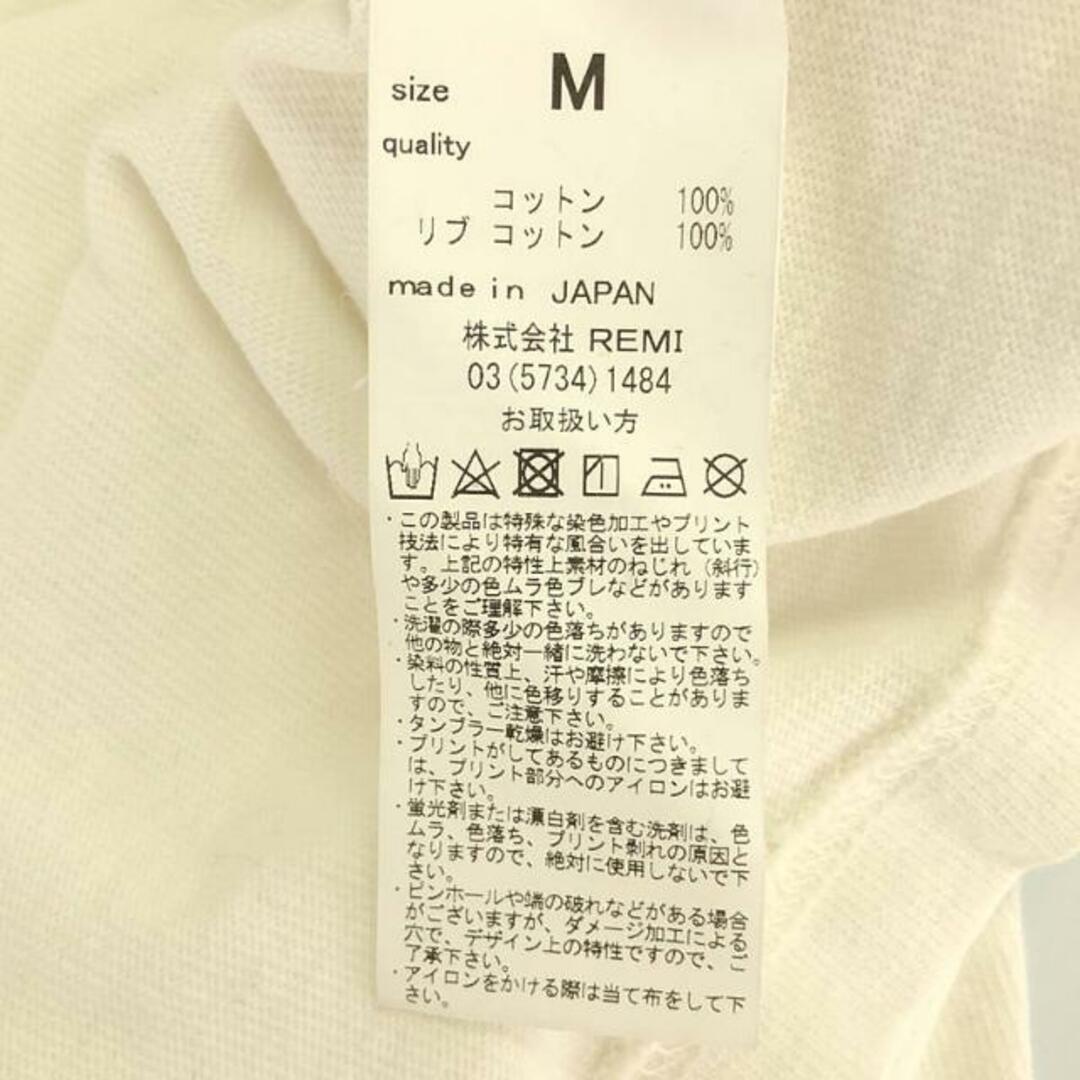 size M
quality
コットン 100%
リブ コットン 100%
made in JAPAN
株式会社 REMI
03(5734)1484
お取扱い方
・この製品は特殊な染色加工やプリント
技法により特有な風合いを出していま
す。上記の特性上素材のねじれ（斜行）
や多少の色ムラ色ブレなどがあります
ことをご理解下さい。
・洗濯の際多少の色落ちがありますので
他の物と絶対一緒に洗わないで下さい。
・染料の性質上、汗や摩擦により色落ち
したり、他に色移りすることがありま
すので、ご注意下さい。
・タンブラー乾燥はお避け下さい。
・プリントがしてあるものにつきまして
は、プリント部分へのアイロンはお避
け下さい。
・蛍光剤または漂白剤を含む洗剤は、色
ムラ、色落ち、プリント剥れの原因と
なりますので、絶対に使用しないで下
さい。
・ピンホールや端の破れなどがある場合
がございますが、ダメージ加工による
穴で、デザイン上の特性ですので、ご
了承下さい。
・アイロンをかける際は当て布をして下
さい。